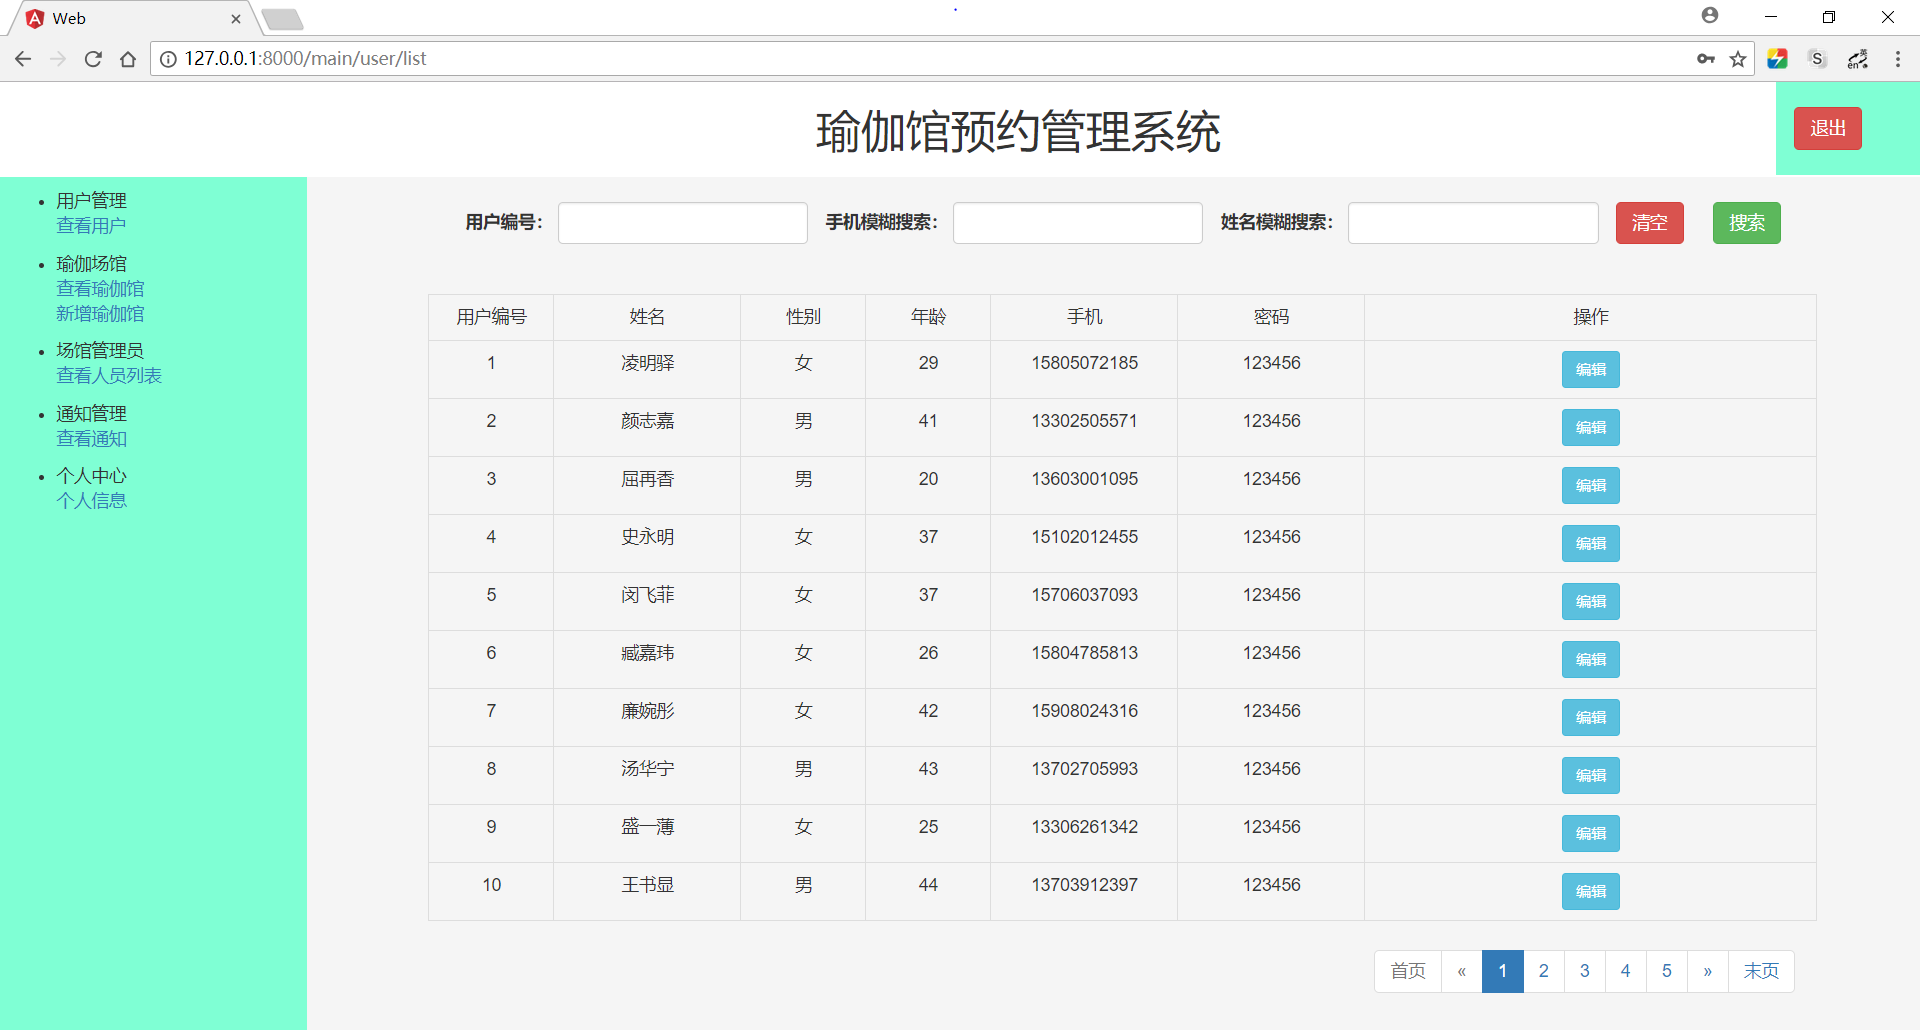 Web
127.0.0.1:8000/main/user/list
瑜伽馆预约管理系统
退出
用户管理
查看用户
瑜伽场馆
查看瑜伽馆
新增瑜伽馆
场馆管理员
查看人员列表
通知管理
查看通知
个人中心
个人信息
用户编号： 手机模糊搜索： 姓名模糊搜索： 清空 搜索
用户编号 姓名 性别 年龄 手机 密码 操作
1 凌明驿 女 29 15805072185 123456 编辑
2 颜志嘉 男 41 13302505571 123456 编辑
3 屈再香 男 20 13603001095 123456 编辑
4 史永明 女 37 15102012455 123456 编辑
5 闵飞菲 女 37 15706037093 123456 编辑
6 臧嘉玮 女 26 15804785813 123456 编辑
7 廉婉彤 女 42 15908024316 123456 编辑
8 汤华宁 男 43 13702705993 123456 编辑
9 盛一薄 女 25 13306261342 123456 编辑
10 王书显 男 44 13703912397 123456 编辑
首页 « 1 2 3 4 5 » 末页